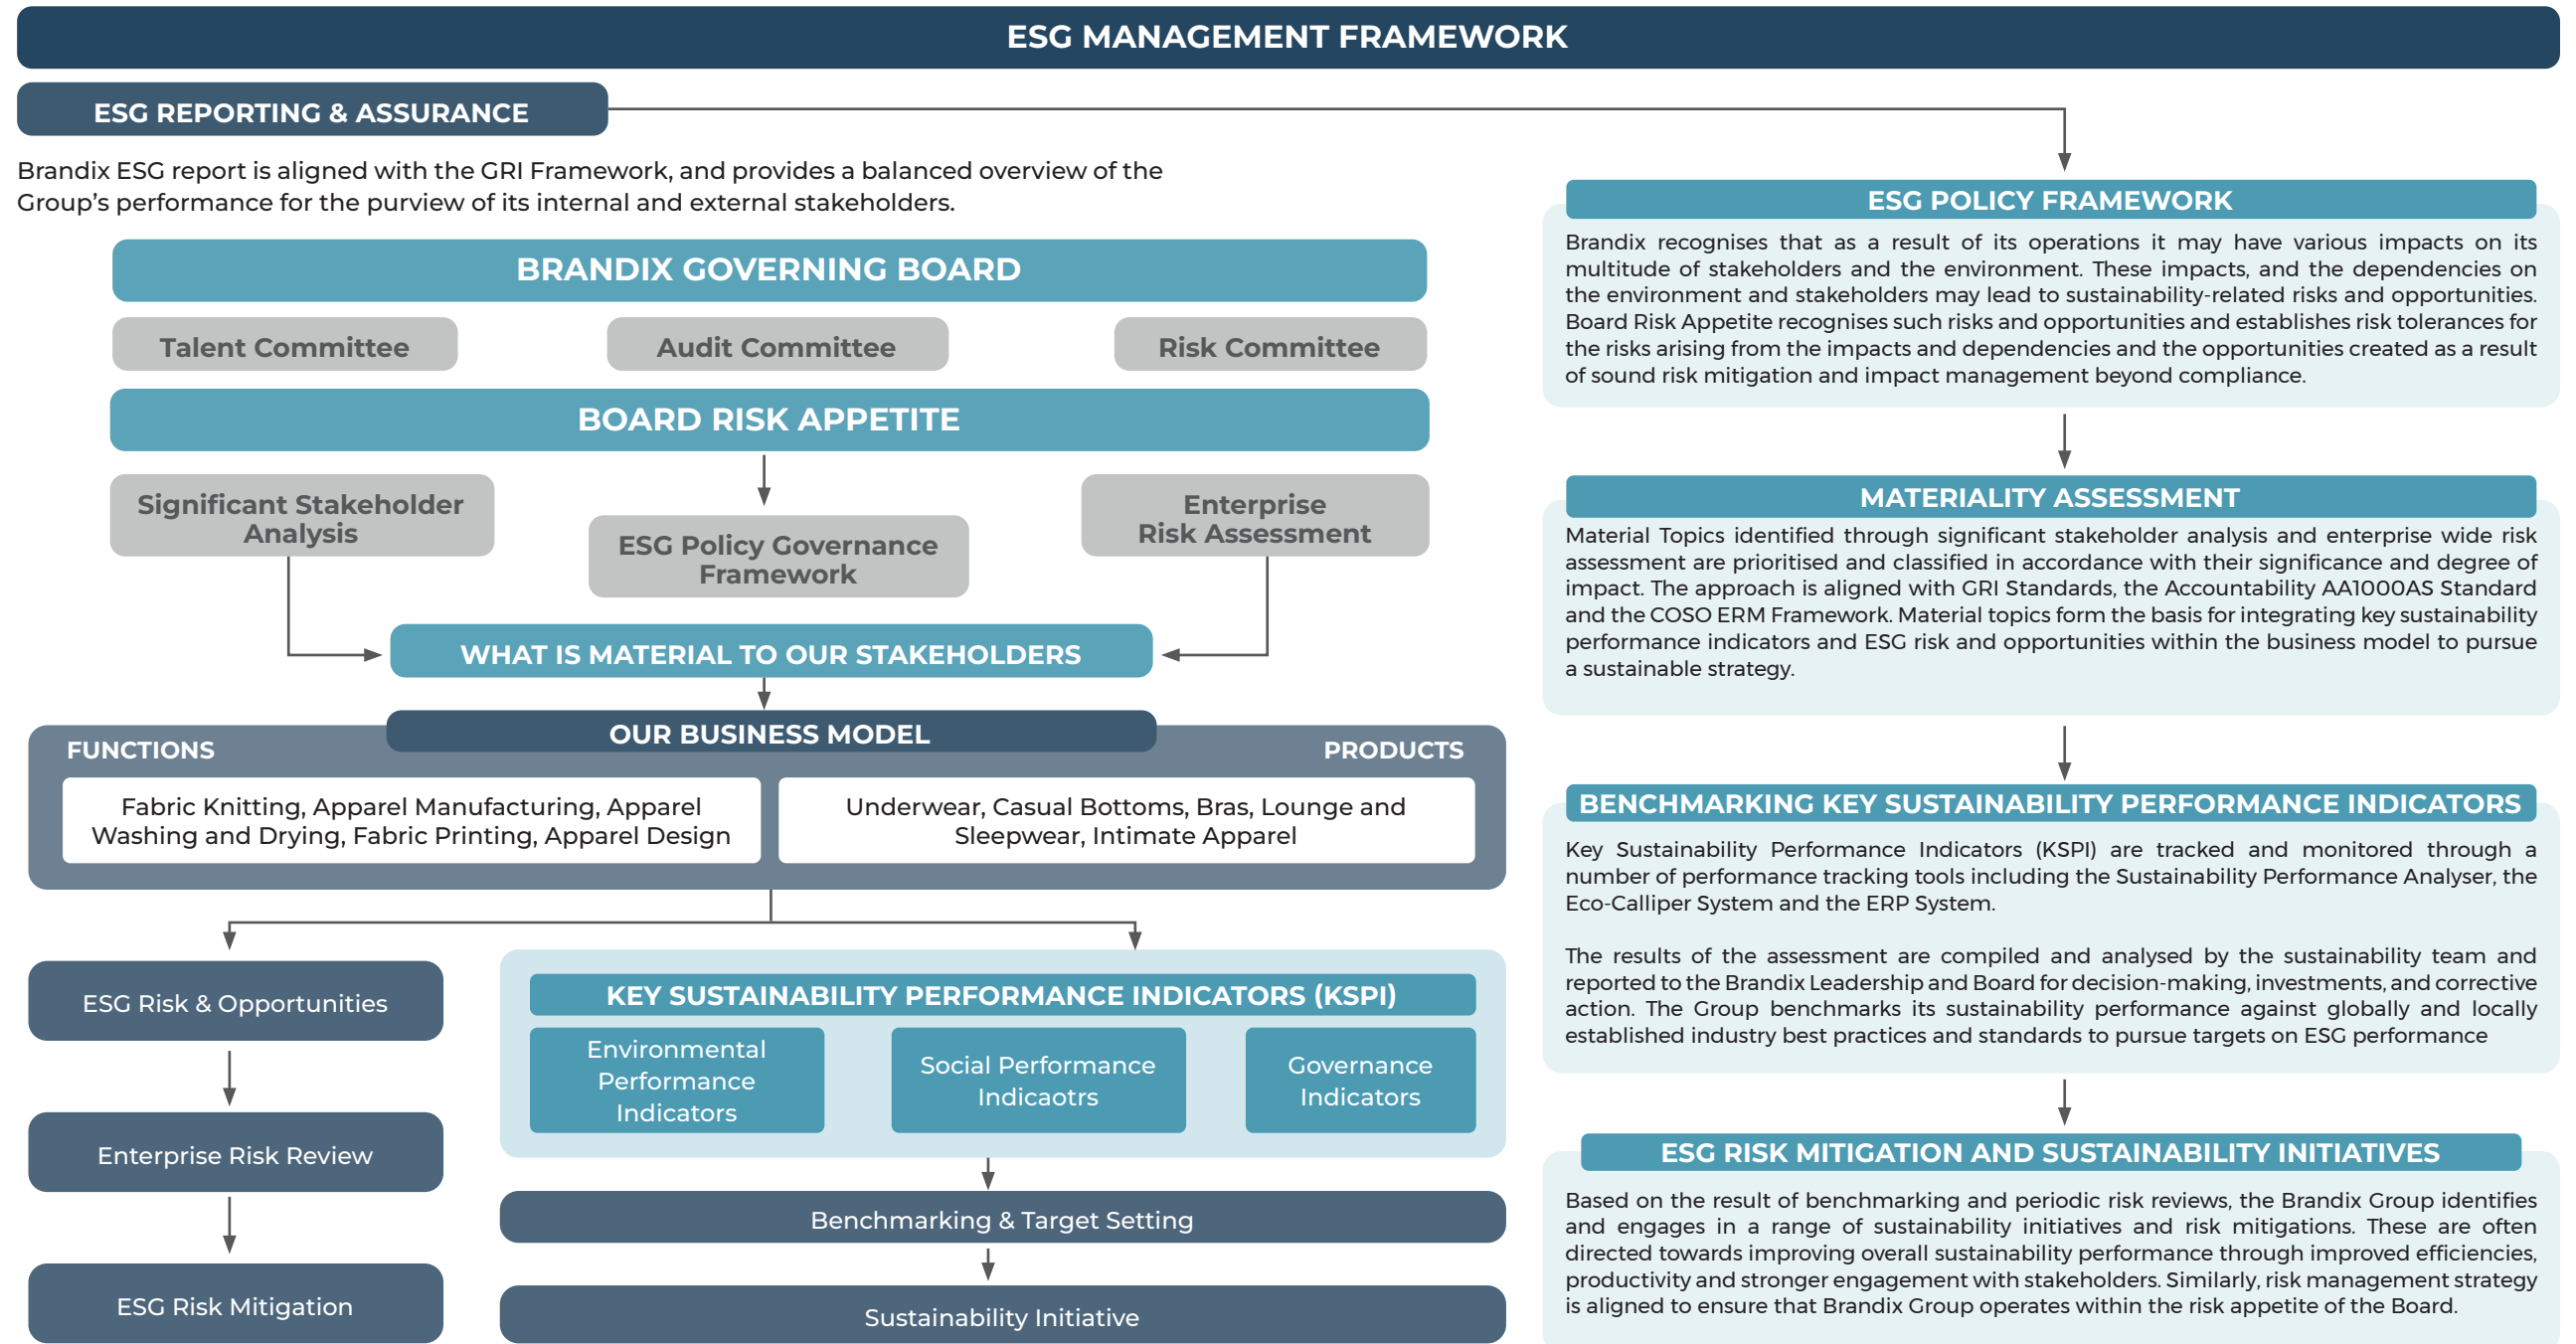 ESG MANAGEMENT FRAMEWORK
ESG REPORTING & ASSURANCE
Brandix ESG report is aligned with the GRI Framework, and provides a balanced overview of the
Group's performance for the purview of its internal and external stakeholders.
BRANDIX GOVERNING BOARD
Talent Committee
Audit Committee
Risk Committee
BOARD RISK APPETITE
Significant Stakeholder
Analysis
ESG Policy Governance
Framework
Enterprise
Risk Assessment
WHAT IS MATERIAL TO OUR STAKEHOLDERS
OUR BUSINESS MODEL
FUNCTIONS
PRODUCTS
Fabric Knitting, Apparel Manufacturing, Apparel
Washing and Drying, Fabric Printing, Apparel Design
Underwear, Casual Bottoms, Bras, Lounge and
Sleepwear, Intimate Apparel
ESG Risk & Opportunities
Enterprise Risk Review
ESG Risk Mitigation
KEY SUSTAINABILITY PERFORMANCE INDICATORS (KSPI)
Environmental
Performance
Indicators
Social Performance
Indicaotrs
Governance
Indicators
Benchmarking & Target Setting
Sustainability Initiative
ESG POLICY FRAMEWORK
Brandix recognises that as a result of its operations it may have various impacts on its
multitude of stakeholders and the environment. These impacts, and the dependencies on
the environment and stakeholders may lead to sustainability-related risks and opportunities.
Board Risk Appetite recognises such risks and opportunities and establishes risk tolerances for
the risks arising from the impacts and dependencies and the opportunities created as a result
of sound risk mitigation and impact management beyond compliance.
MATERIALITY ASSESSMENT
Material Topics identified through significant stakeholder analysis and enterprise wide risk
assessment are prioritised and classified in accordance with their significance and degree of
impact. The approach is aligned with GRI Standards, the Accountability AA1000AS Standard
and the COSO ERM Framework. Material topics form the basis for integrating key sustainability
performance indicators and ESG risk and opportunities within the business model to pursue
a sustainable strategy.
BENCHMARKING KEY SUSTAINABILITY PERFORMANCE INDICATORS
Key Sustainability Performance Indicators (KSPI) are tracked and monitored through a
number of performance tracking tools including the Sustainability Performance Analyser, the
Eco-Calliper System and the ERP System.
The results of the assessment are compiled and analysed by the sustainability team and
reported to the Brandix Leadership and Board for decision-making, investments, and corrective
action. The Group benchmarks its sustainability performance against globally and locally
established industry best practices and standards to pursue targets on ESG performance
ESG RISK MITIGATION AND SUSTAINABILITY INITIATIVES
Based on the result of benchmarking and periodic risk reviews, the Brandix Group identifies
and engages in a range of sustainability initiatives and risk mitigations. These are often
directed towards improving overall sustainability performance through improved efficiencies,
productivity and stronger engagement with stakeholders. Similarly, risk management strategy
is aligned to ensure that Brandix Group operates within the risk appetite of the Board.